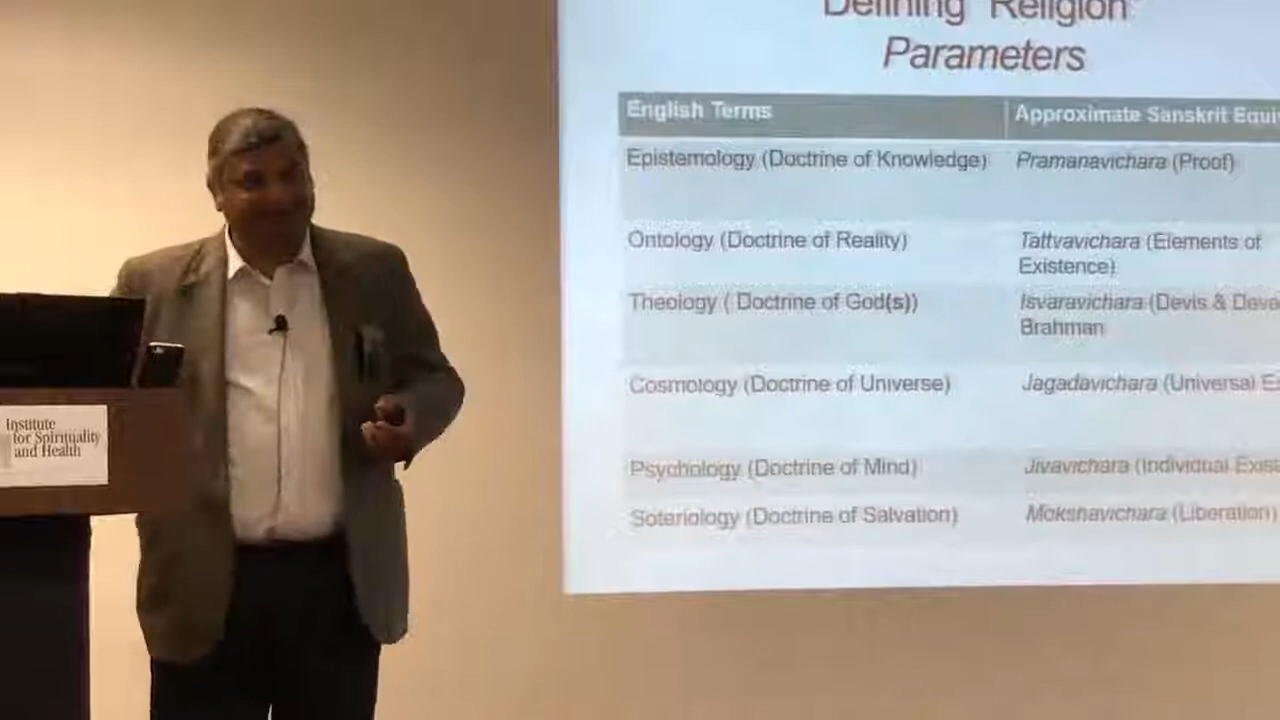 Defining "Religion"
Parameters
English Terms
Approximate Sanskrit
Epistemology (Doctrine of Knowledge)
Pramanavichara (Proof)
Ontology (Doctrine of Reality)
Tattvavichara (Elements of
Existence)
Theology ( Doctrine of God(s))
Isvaravichara (Devis & Deva
Brahman
Cosmology (Doctrine of Universe)
Jagadavichara (Universal
Psychology (Doctrine of Mind)
Jivavichara (Individual
Soteriology (Doctrine of Salvation)
Mokshavichara (Liberation)
Institute
for Spirituality
and Health